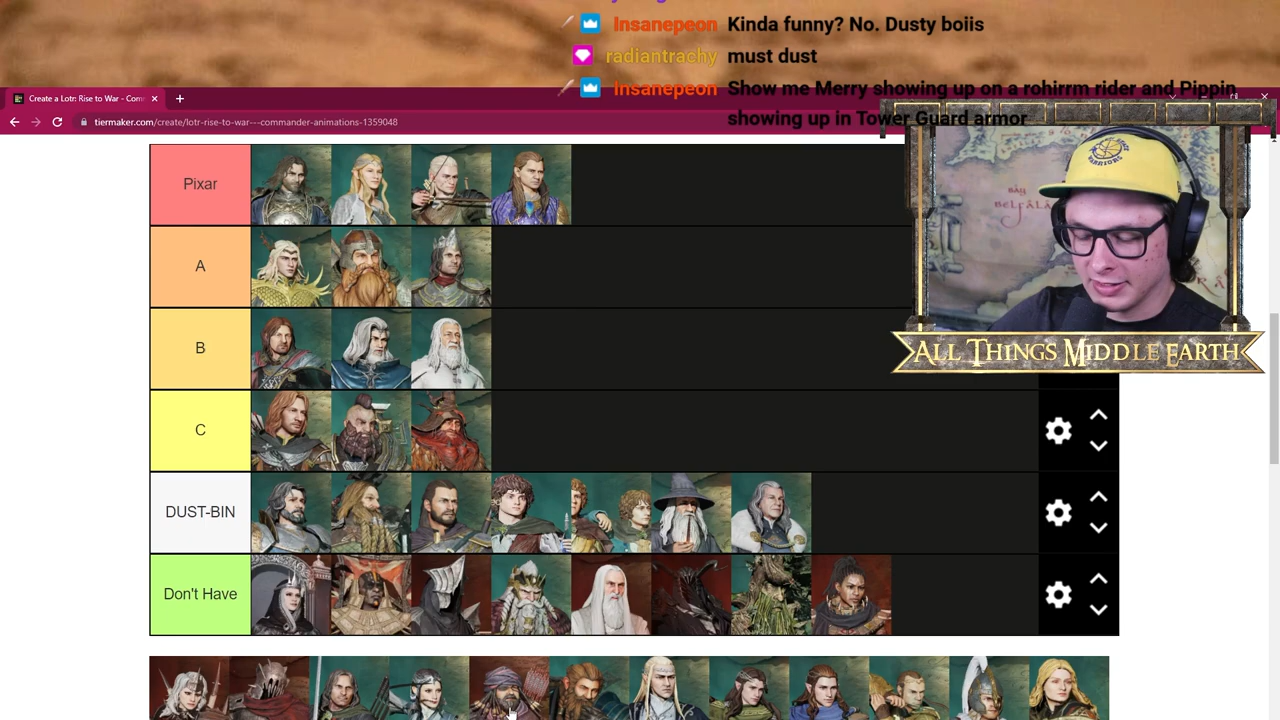 Insanepeon Kinda funny? No. Dusty boiis
radiantrachy must dust
Insanepeon Show me Merry showing up on a rohirrm rider and Pippin
showing up in Tower Guard armor
Create a Lotr: Rise to War - Com
tiermaker.com/create/lotr-rise-to-war---commander-animations-1359048
Pixar
A
B
C
DUST-BIN
Don't Have
WARRIORS
BELFALAS
ALL THINGS MIDDLE EARTH